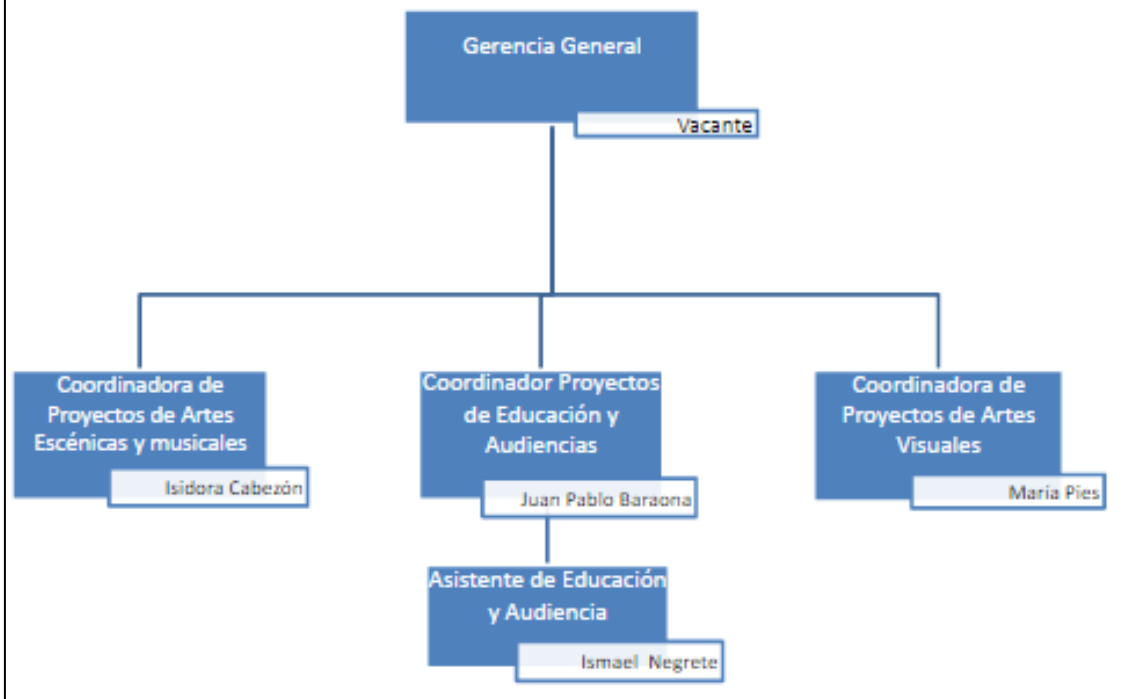 Gerencia General
Vacante
Coordinadora de
Proyectos de Artes
Escénicas y musicales
Isidora Cabezón
Coordinador Proyectos
de Educación y
Audiencias
Juan Pablo Baraona
Coordinadora de
Proyectos de Artes
Visuales
María Pies
Asistente de Educación
y Audiencia
Ismael Negrete